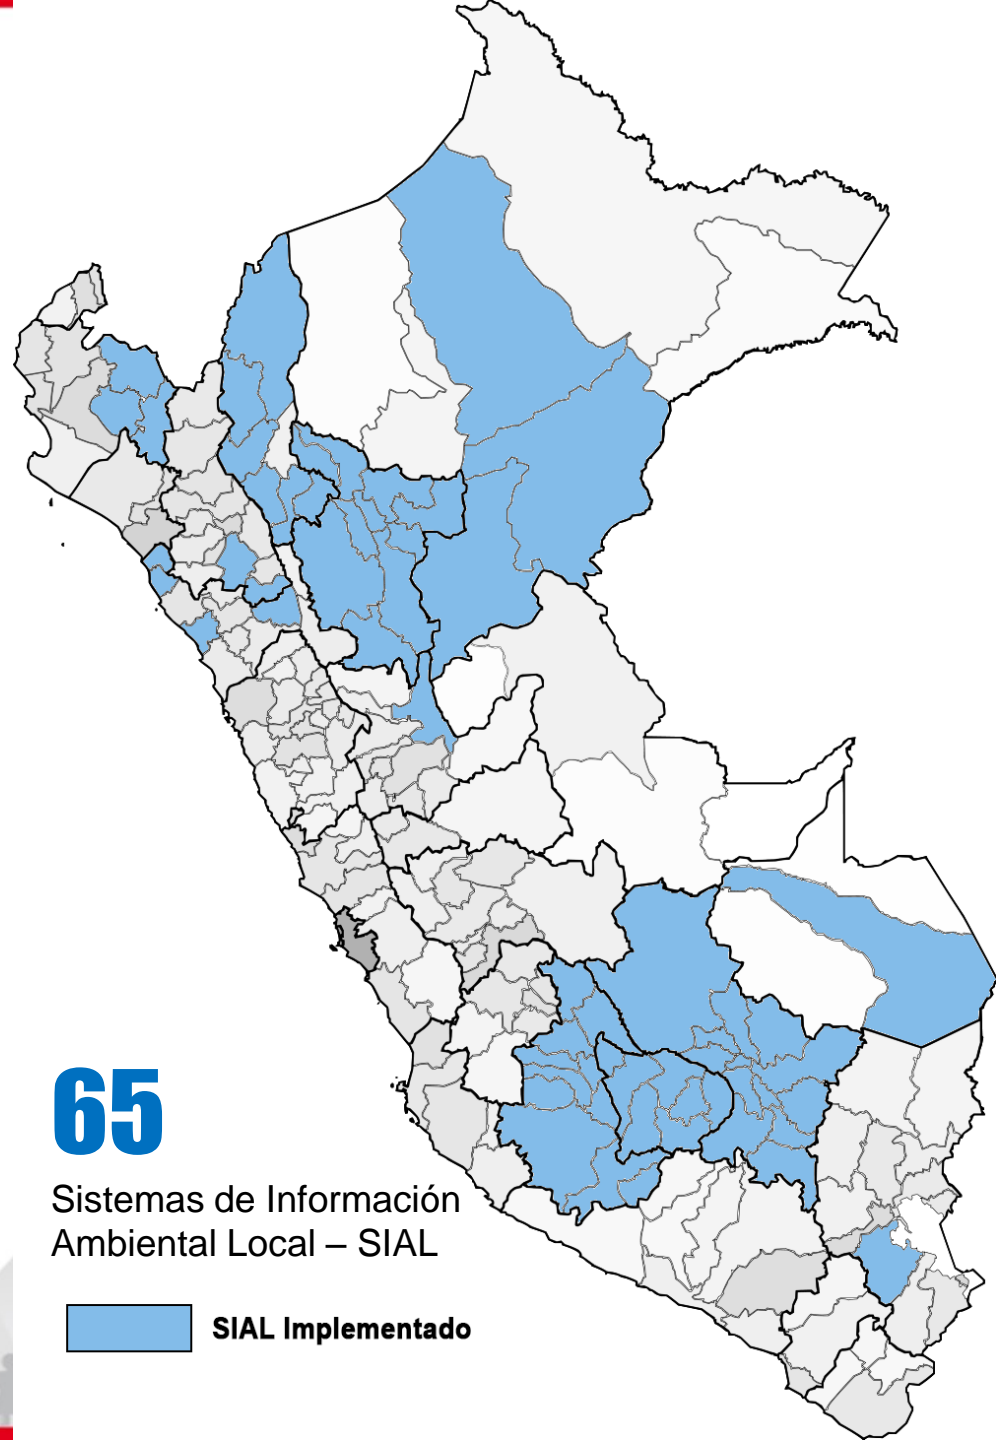 65
Sistemas de Información
Ambiental Local – SIAL
SIAL Implementado